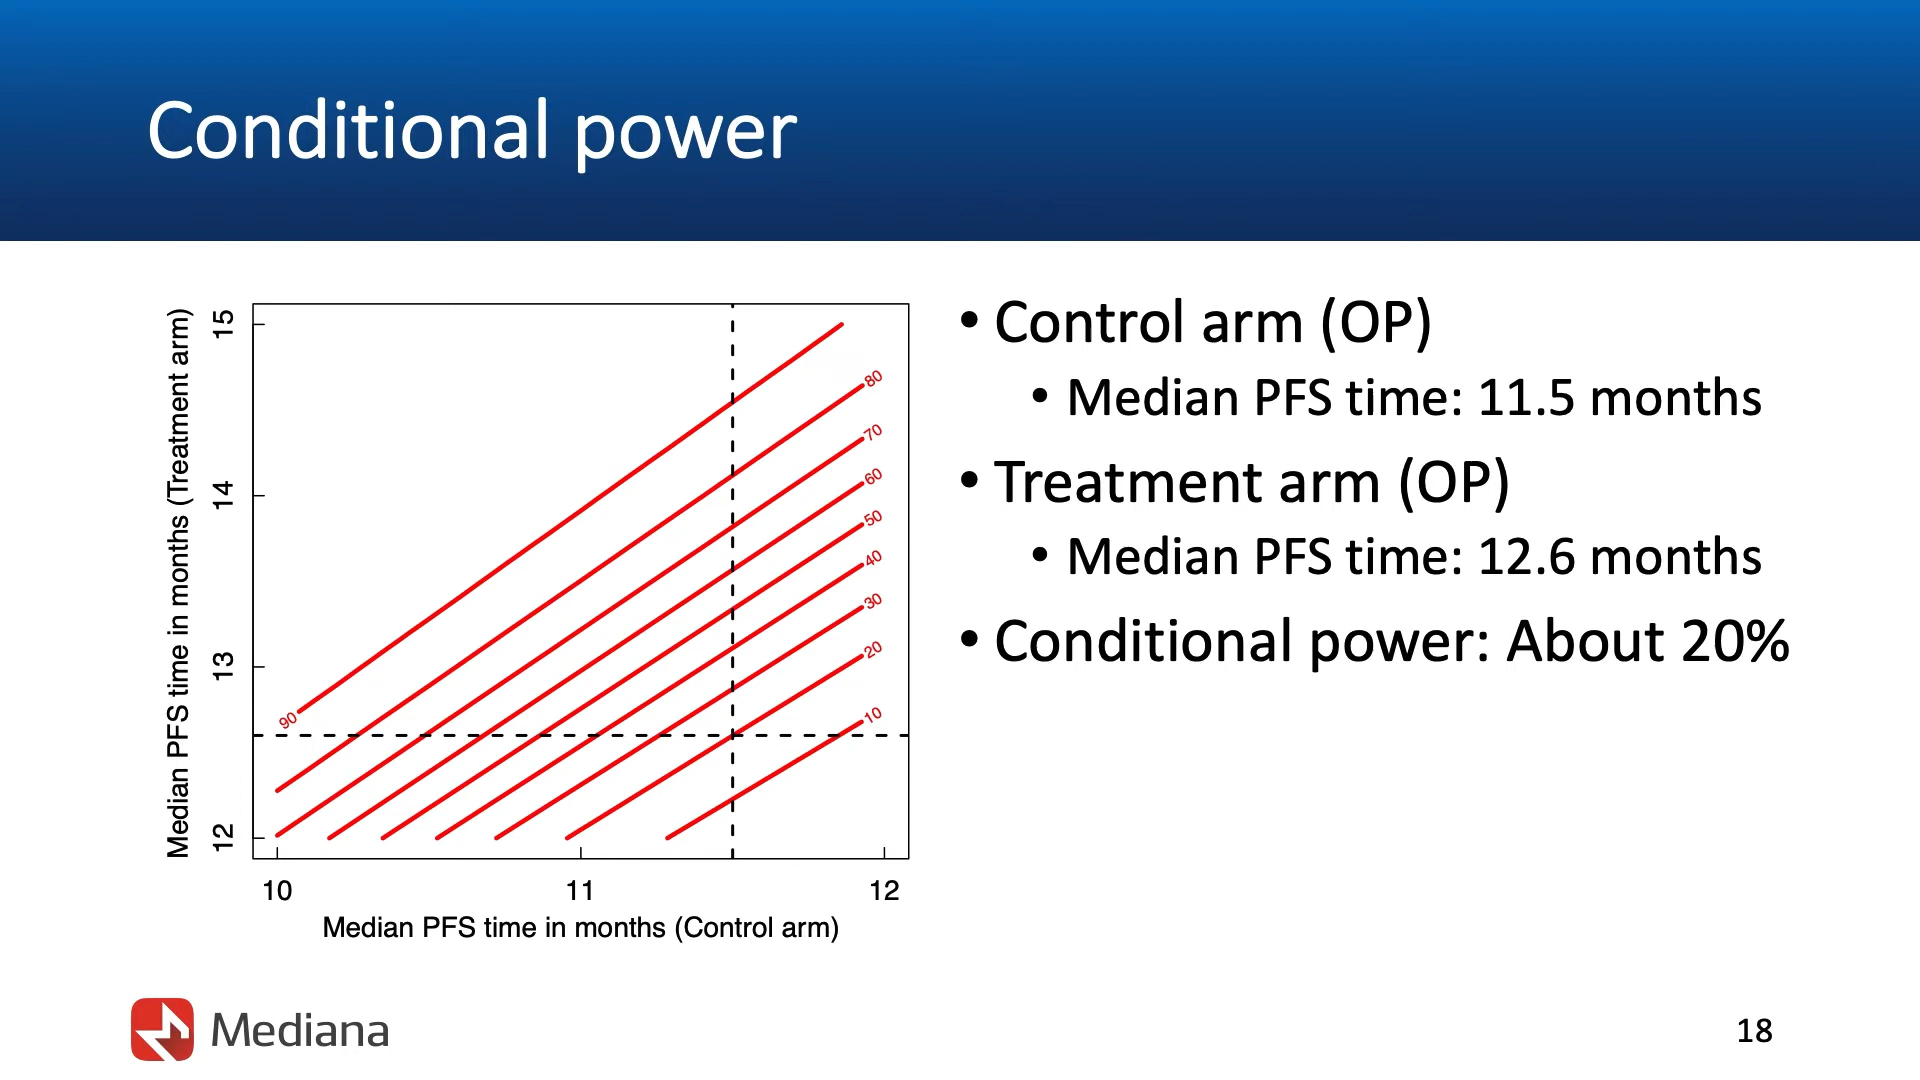 Conditional power
Median PFS time in months (Treatment arm)
15
14
13
12
90
80
70
60
50
40
30
20
10
10 11 12
Median PFS time in months (Control arm)
• Control arm (OP)
• Median PFS time: 11.5 months
• Treatment arm (OP)
• Median PFS time: 12.6 months
• Conditional power: About 20%
Mediana
18